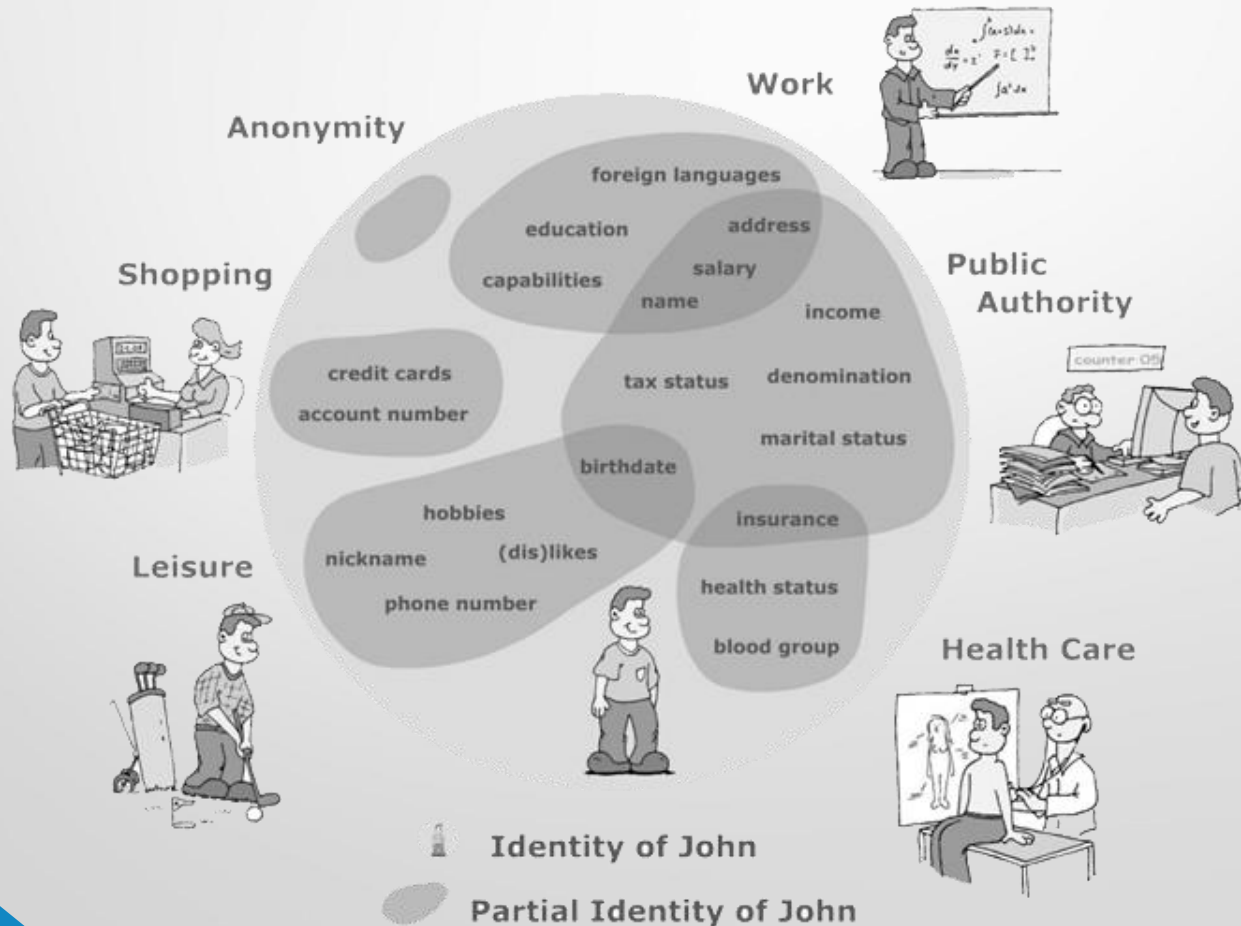 Work
Anonymity
foreign languages
education
address
capabilities
salary
name
Shopping
Public
Authority
income
counter 05
credit cards
account number
tax status
denomination
marital status
birthdate
hobbies
insurance
nickname
(dis)likes
phone number
Leisure
health status
blood group
Health Care
Identity of John
Partial Identity of John